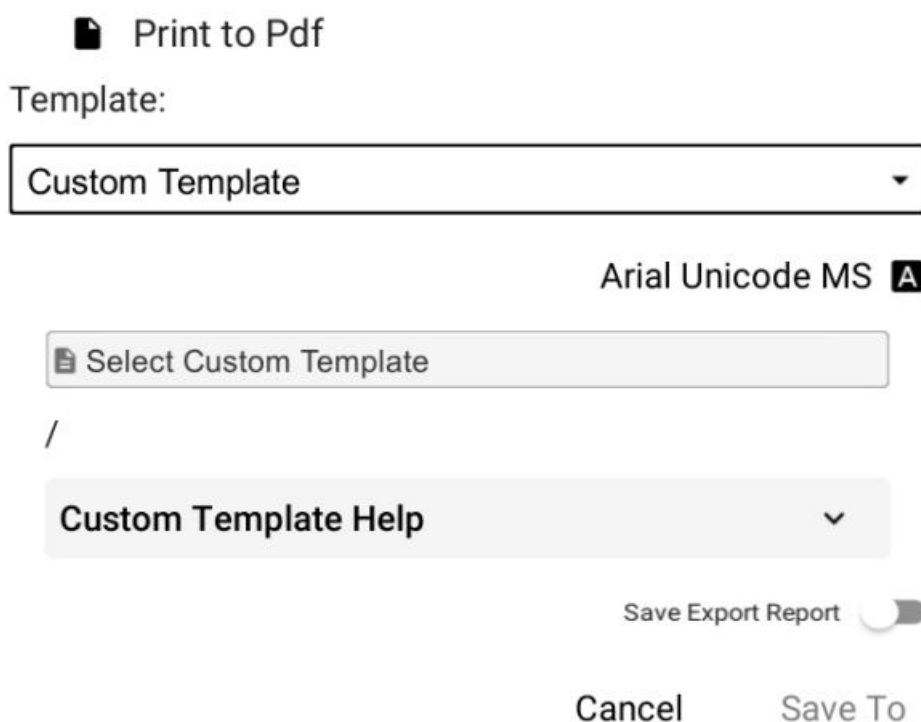 Print to Pdf
Template:
Custom Template
Arial Unicode MS A
Select Custom Template
/
Custom Template Help
Save Export Report
Cancel Save To